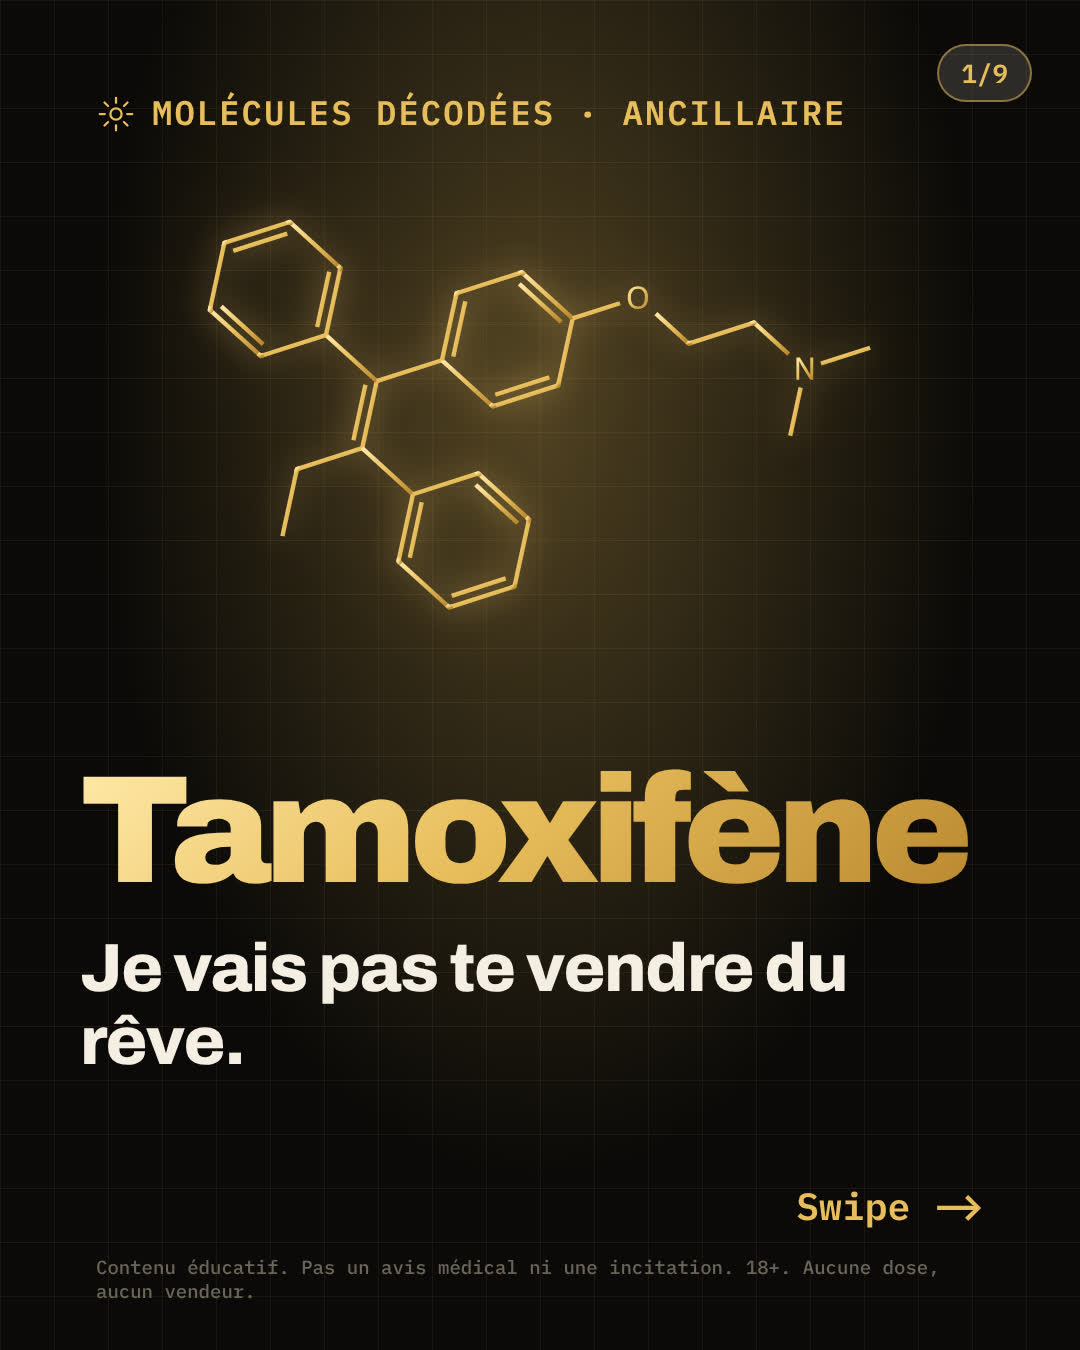 1/9
MOLÉCULES DÉCODÉES · ANCILLAIRE
O
N
Tamoxifène
Je vais pas te vendre du
rêve.
Swipe →
Contenu éducatif. Pas un avis médical ni une incitation. 18+. Aucune dose,
aucun vendeur.